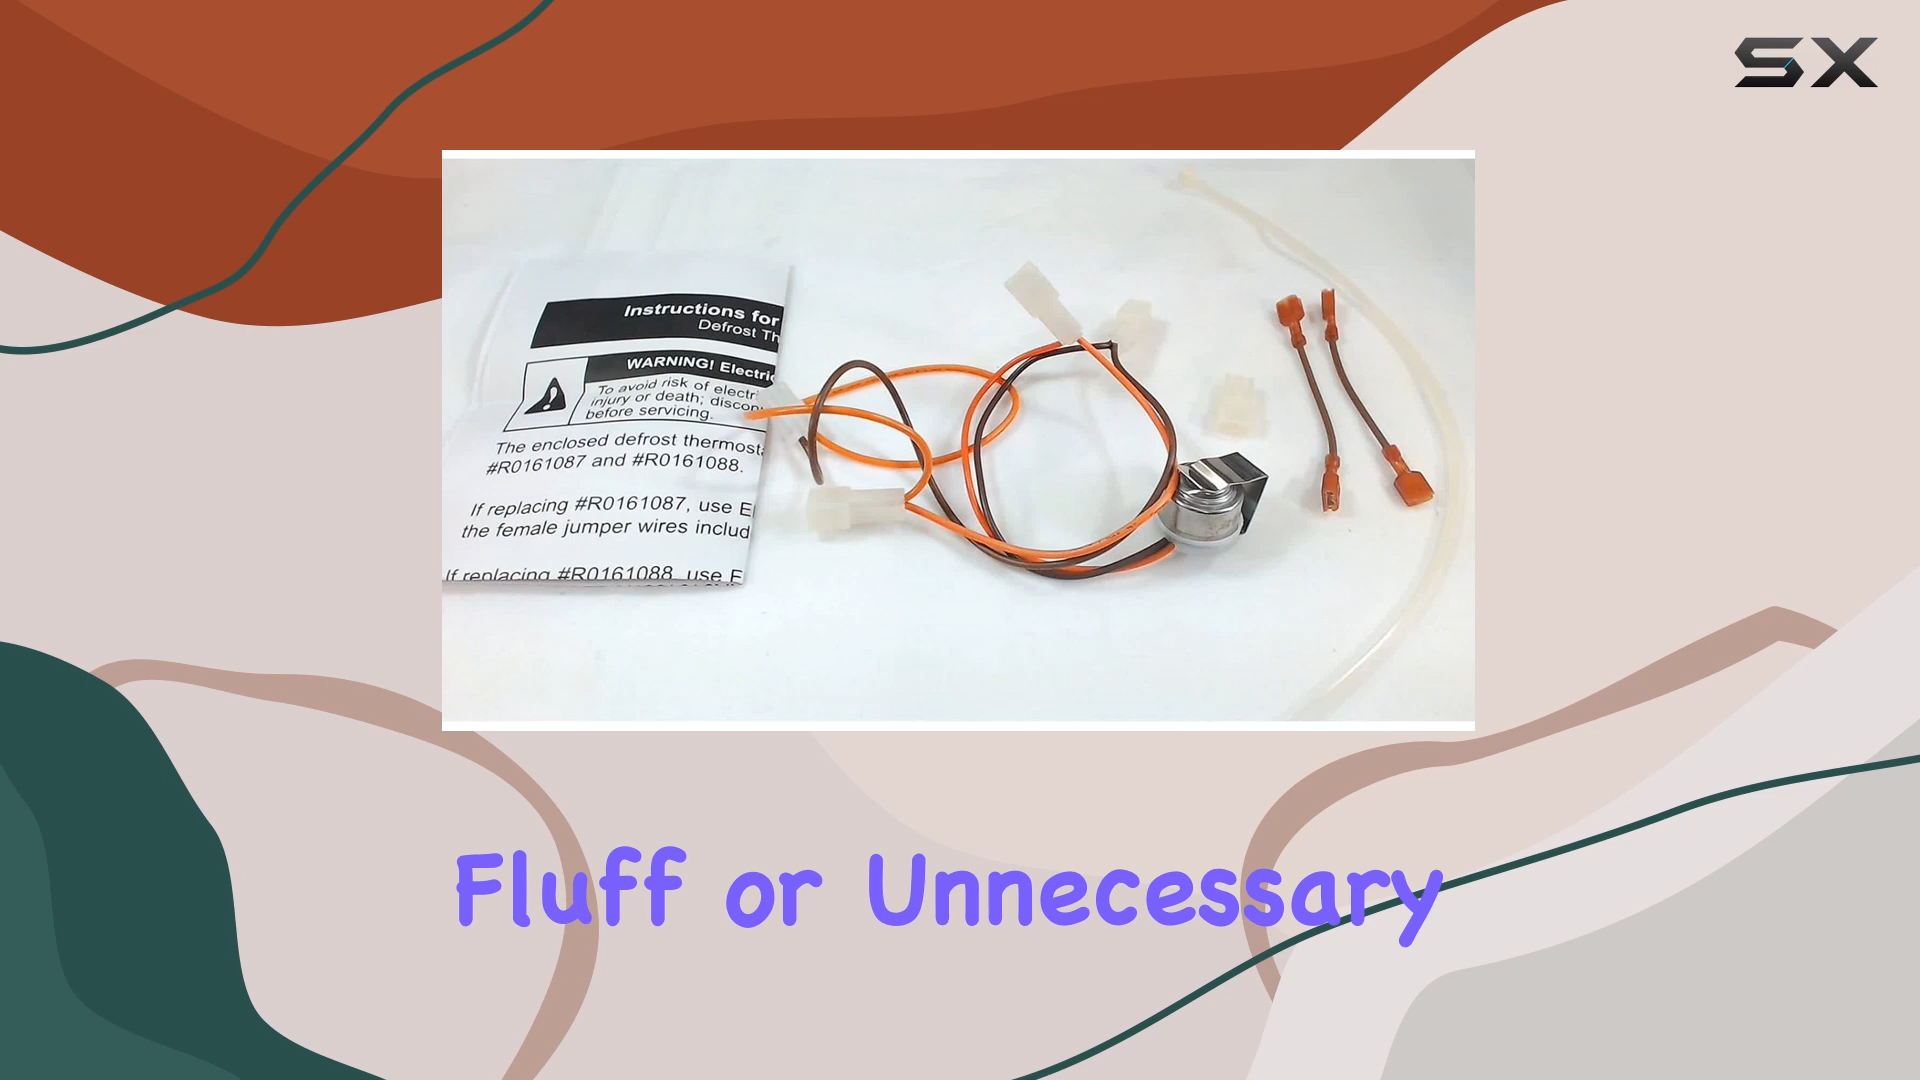 SX
Instructions for
Defrost Th
WARNING! Electric
To avoid risk of electri
injury or death; discon
before servicing.
The enclosed defrost thermosta
#R0161087 and #R0161088.
If replacing #R0161087, use El
the female jumper wires includ
If replacing #R0161088, use E
Fluff or Unnecessary